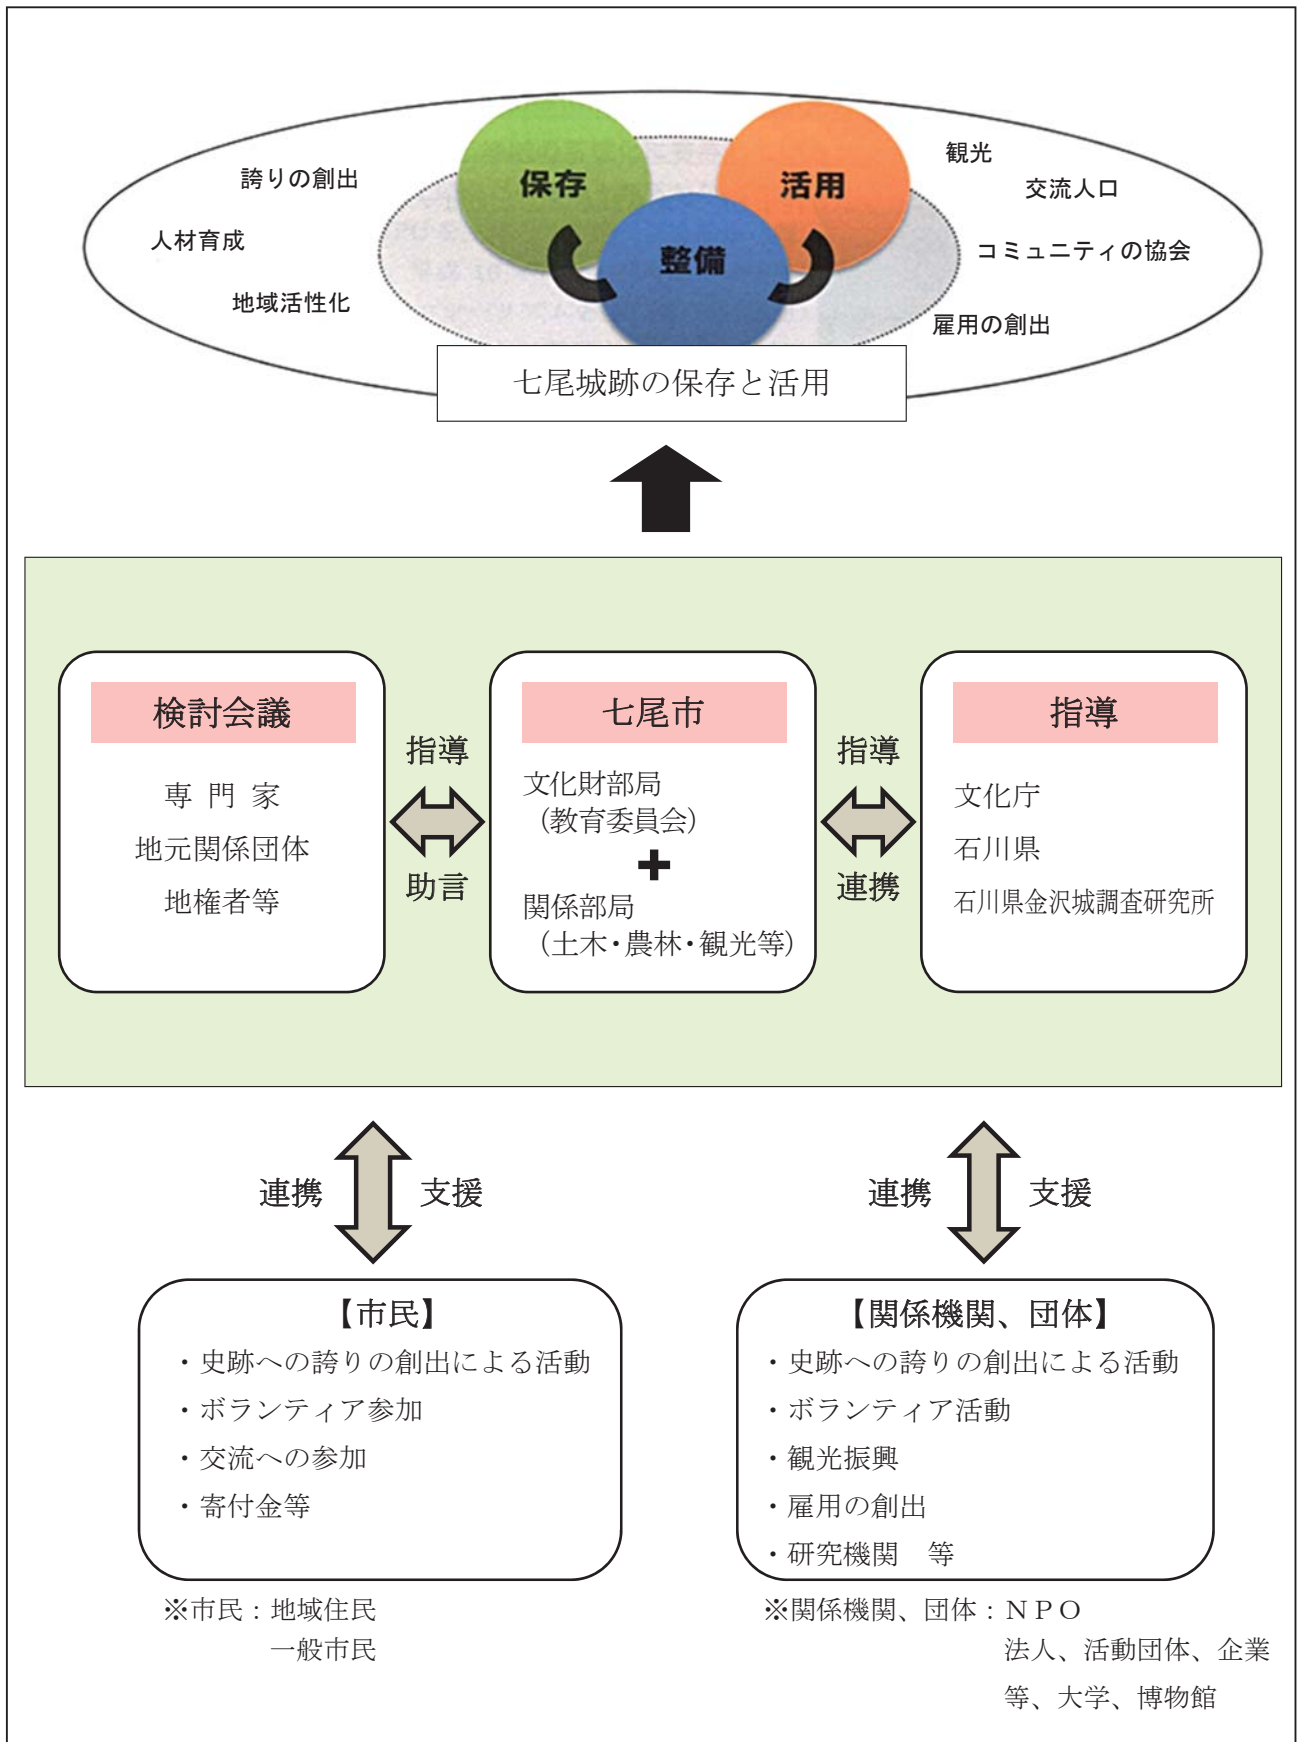 保存
活用
整備
誇りの創出
人材育成
地域活性化
観光
交流人口
コミュニティの協会
雇用の創出
七尾城跡の保存と活用
検討会議
専 門 家
地元関係団体
地権者等
指導
助言
七尾市
文化財部局
（教育委員会）
関係部局
（土木・農林・観光等）
指導
連携
指導
文化庁
石川県
石川県金沢城調査研究所
連携
支援
連携
支援
【市民】
・史跡への誇りの創出による活動
・ボランティア参加
・交流への参加
・寄付金等
※市民：地域住民
一般市民
【関係機関、団体】
・史跡への誇りの創出による活動
・ボランティア活動
・観光振興
・雇用の創出
・研究機関　等
※関係機関、団体：ＮＰＯ
法人、活動団体、企業
等、大学、博物館